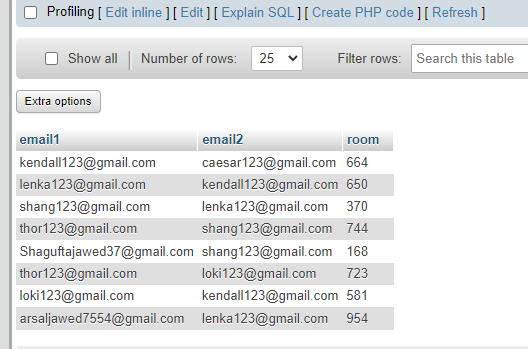 Profiling [ Edit inline ] [ Edit ] [ Explain SQL ] [ Create PHP code ] [ Refresh ]
Show all Number of rows: 25 Filter rows: Search this table
Extra options
email1 email2 room
kendall123@gmail.com caesar123@gmail.com 664
lenka123@gmail.com kendall123@gmail.com 650
shang123@gmail.com lenka123@gmail.com 370
thor123@gmail.com shang123@gmail.com 744
Shaguftajawed37@gmail.com shang123@gmail.com 168
thor123@gmail.com loki123@gmail.com 723
loki123@gmail.com kendall123@gmail.com 581
arsaljawed7554@gmail.com lenka123@gmail.com 954